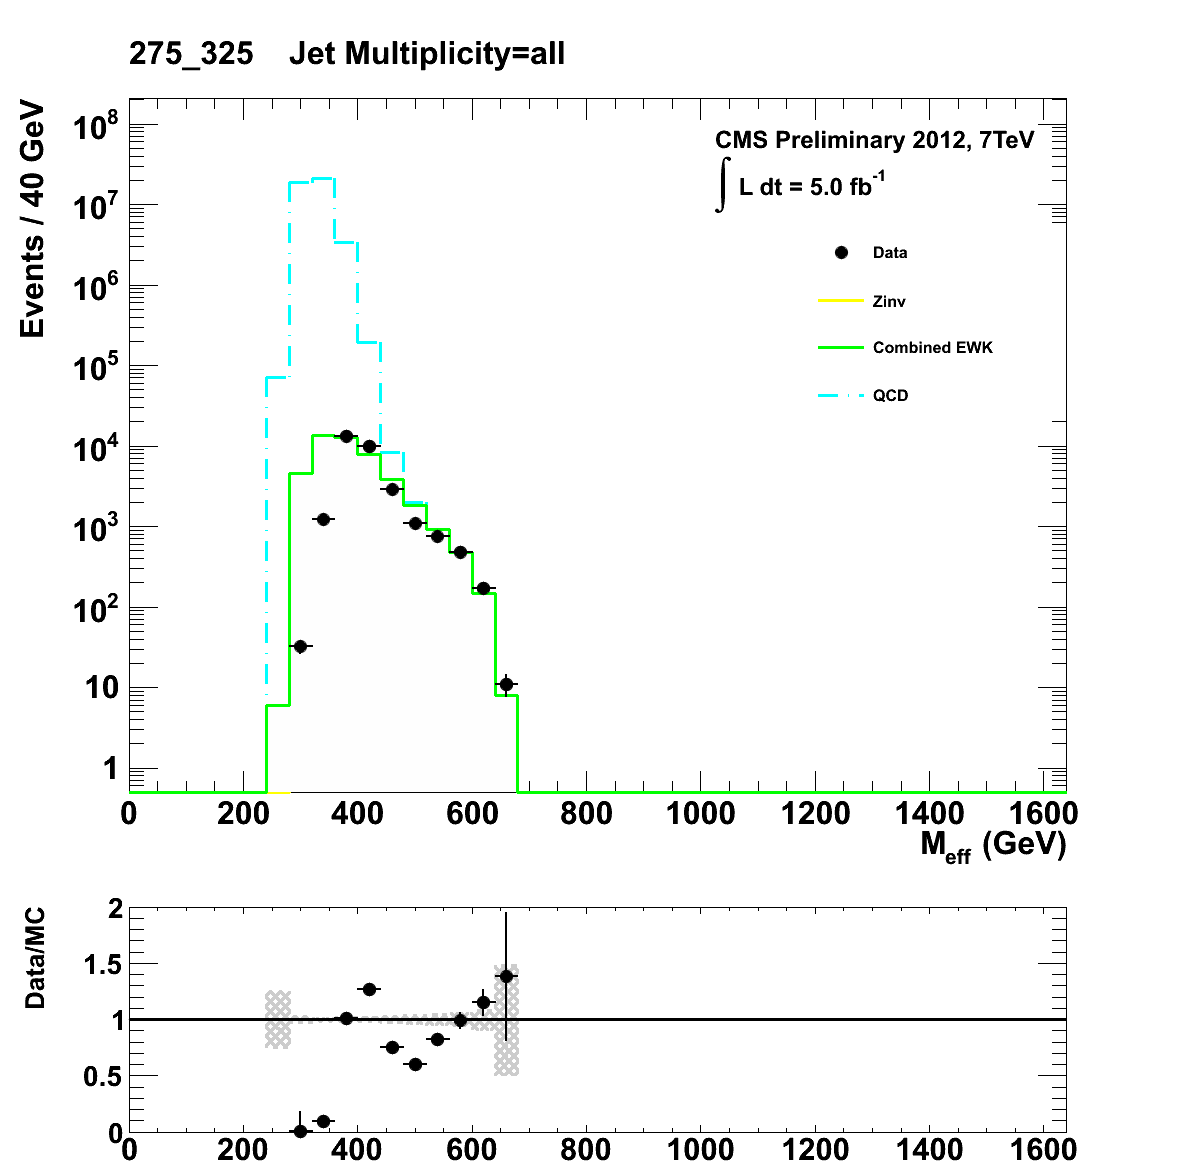 275_325 Jet Multiplicity=all
Events / 40 GeV
10^8
10^7
10^6
10^5
10^4
10^3
10^2
10
1
CMS Preliminary 2012, 7TeV
∫ L dt = 5.0 fb^-1
Data
Zinv
Combined EWK
QCD
0 200 400 600 800 1000 1200 1400 1600
M_eff (GeV)
Data/MC
2
1.5
1
0.5
0
0 200 400 600 800 1000 1200 1400 1600